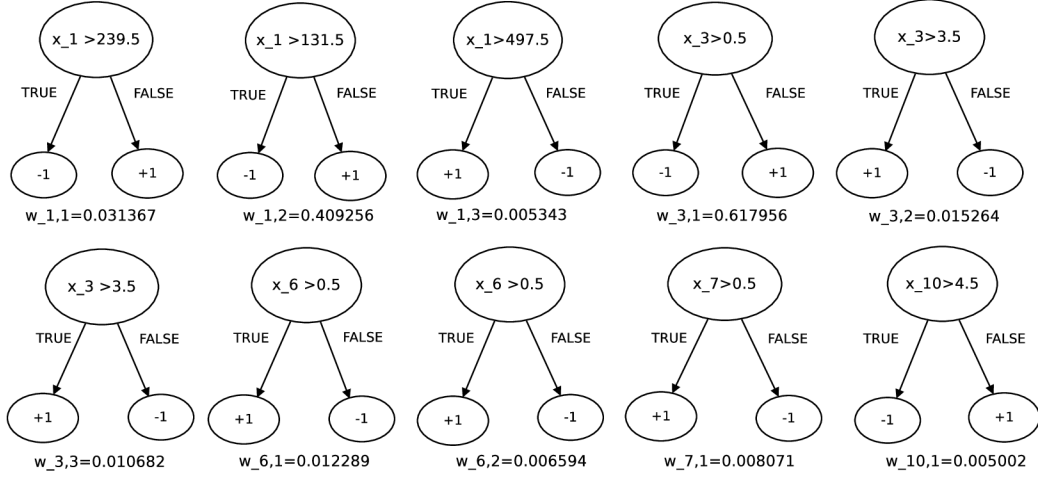 x_1 >239.5 x_1 >131.5 x_1>497.5 x_3>0.5 x_3>3.5
TRUE FALSE TRUE FALSE TRUE FALSE TRUE FALSE TRUE FALSE
-1 +1 -1 +1 +1 -1 -1 +1 +1 -1
w_1,1=0.031367 w_1,2=0.409256 w_1,3=0.005343 w_3,1=0.617956 w_3,2=0.015264
x_3 >3.5 x_6 >0.5 x_6 >0.5 x_7>0.5 x_10>4.5
TRUE FALSE TRUE FALSE TRUE FALSE TRUE FALSE TRUE FALSE
+1 -1 +1 -1 +1 -1 +1 -1 -1 +1
w_3,3=0.010682 w_6,1=0.012289 w_6,2=0.006594 w_7,1=0.008071 w_10,1=0.005002